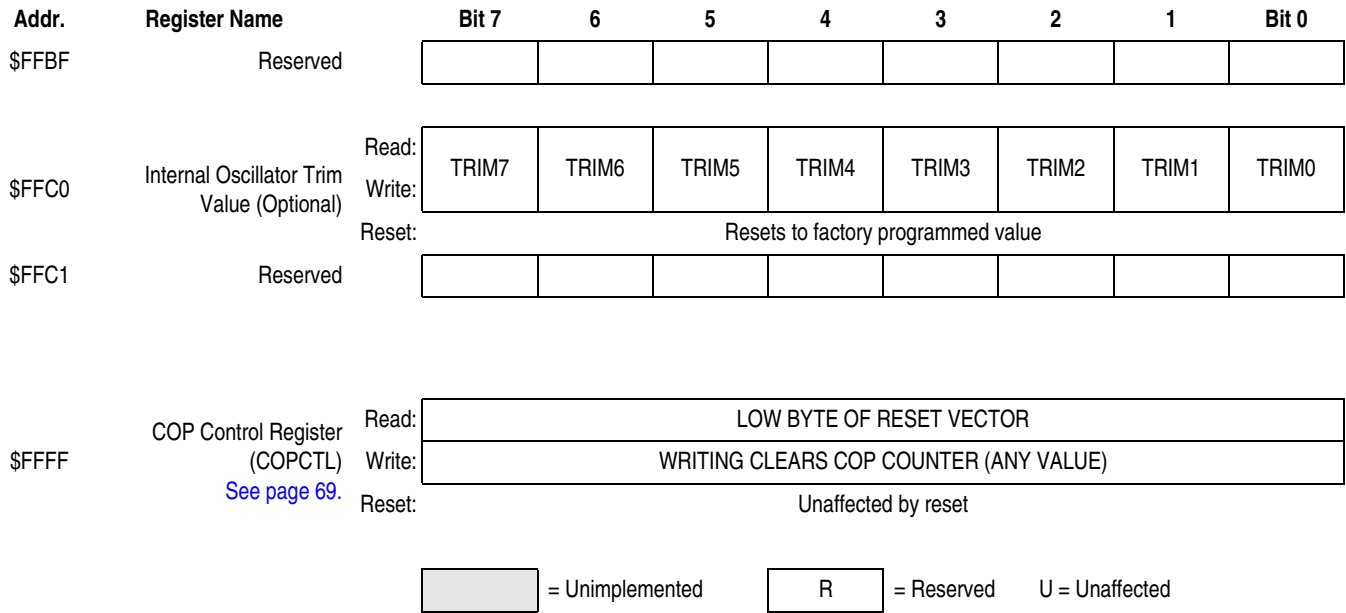 Addr. Register Name Bit 7 6 5 4 3 2 1 Bit 0
$FFBF Reserved
$FFC0 Internal Oscillator Trim Value (Optional)
Read:
Write:
TRIM7 TRIM6 TRIM5 TRIM4 TRIM3 TRIM2 TRIM1 TRIM0
Reset: Resets to factory programmed value
$FFC1 Reserved
$FFFF COP Control Register
(COPCTL)
See page 69.
Read: LOW BYTE OF RESET VECTOR
Write: WRITING CLEARS COP COUNTER (ANY VALUE)
Reset: Unaffected by reset
= Unimplemented R = Reserved U = Unaffected